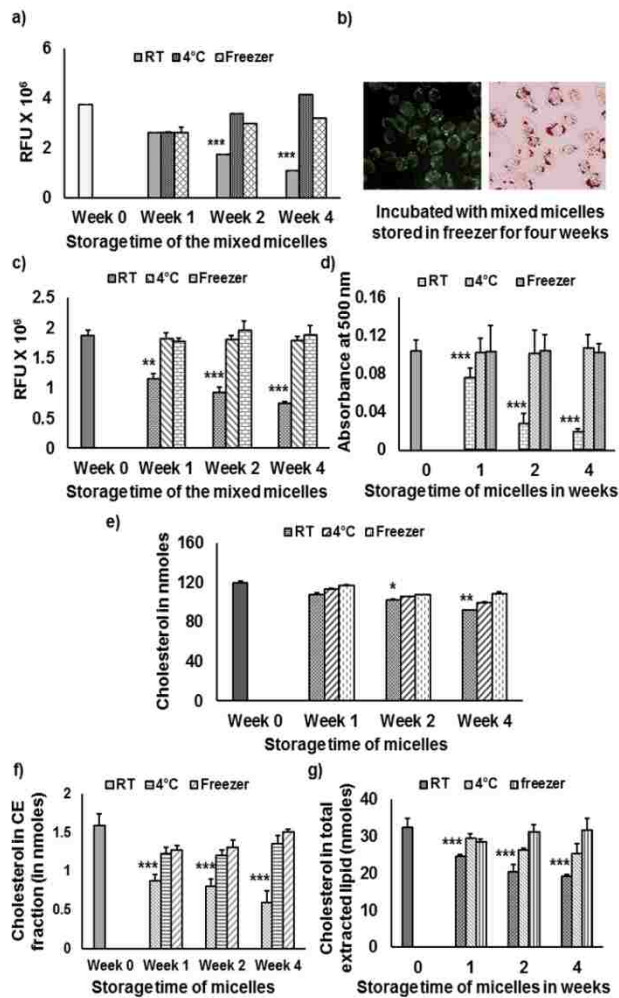 a)
RT 4°C Freezer
RFU X 10⁶
6
4
2
0
Week 0 Week 1 Week 2 Week 4
*** ***
Storage time of the mixed micelles
b)
Incubated with mixed micelles
stored in freezer for four weeks
c)
RT 4°C Freezer
RFU X 10⁶
2.5
2
1.5
1
0.5
0
** *** ***
Week 0 Week 1 Week 2 Week 4
Storage time of the mixed micelles
d)
RT 4°C Freezer
Absorbance at 500 nm
0.16
0.12
0.08
0.04
0
*** *** ***
0 1 2 4
Storage time of micelles in weeks
e)
RT 4°C Freezer
Cholesterol in nmoles
160
120
80
40
0
* **
Week 0 Week 1 Week 2 Week 4
Storage time of micelles
f)
RT 4°C Freezer
Cholesterol in CE
fraction (in nmoles)
2
1.5
1
0.5
0
*** *** ***
Week 0 Week 1 Week 2 Week 4
Storage time of micelles
g)
RT 4°C freezer
Cholesterol in total
extracted lipid (nmoles)
40
30
20
10
0
*** *** ***
0 1 2 4
Storage time of micelles in weeks